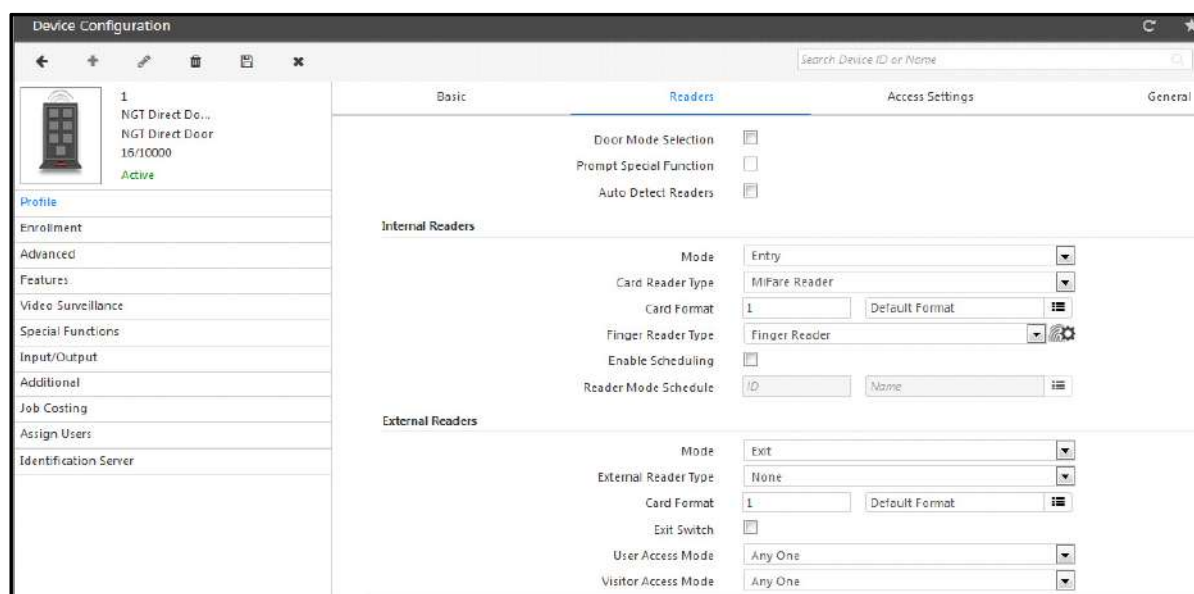 Device Configuration
Search Device ID or Name
1
NGT Direct Do...
NGT Direct Door
16/10000
Active
Profile
Enrollment
Advanced
Features
Video Surveillance
Special Functions
Input/Output
Additional
Job Costing
Assign Users
Identification Server
Basic Readers Access Settings General
Door Mode Selection
Prompt Special Function
Auto Detect Readers
Internal Readers
Mode Entry
Card Reader Type MiFare Reader
Card Format 1 Default Format
Finger Reader Type Finger Reader
Enable Scheduling
Reader Mode Schedule ID Name
External Readers
Mode Exit
External Reader Type None
Card Format 1 Default Format
Exit Switch
User Access Mode Any One
Visitor Access Mode Any One